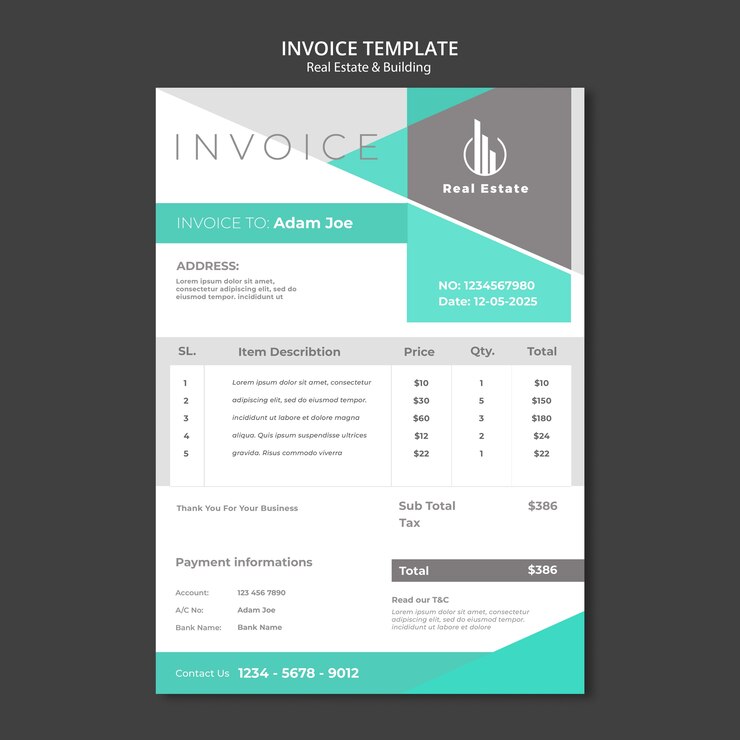 INVOICE TEMPLATE
Real Estate & Building
INVOICE
Real Estate
INVOICE TO: Adam Joe
ADDRESS:
Lorem ipsum dolor sit amet,
consectetur adipiscing elit, sed do
eiusmod tempor. incididunt ut
NO: 1234567980
Date: 12-05-2025
SL. Item Describtion Price Qty. Total
1 Lorem ipsum dolor sit amet, consectetur $10 1 $10
2 adipiscing elit, sed do eiusmod tempor. $30 5 $150
3 incididunt ut labore et dolore magna $60 3 $180
4 aliqua. Quis ipsum suspendisse ultrices $12 2 $24
5 gravida. Risus commodo viverra $22 1 $22
Thank You For Your Business
Sub Total $386
Tax
Payment informations
Account: 123 456 7890
A/C No: Adam Joe
Bank Name: Bank Name
Total $386
Read our T&C
Lorem ipsum dolor sit amet, consectetur
adipiscing elit, sed do eiusmod tempor
incididunt ut labore et dolore
Contact Us 1234 - 5678 - 9012